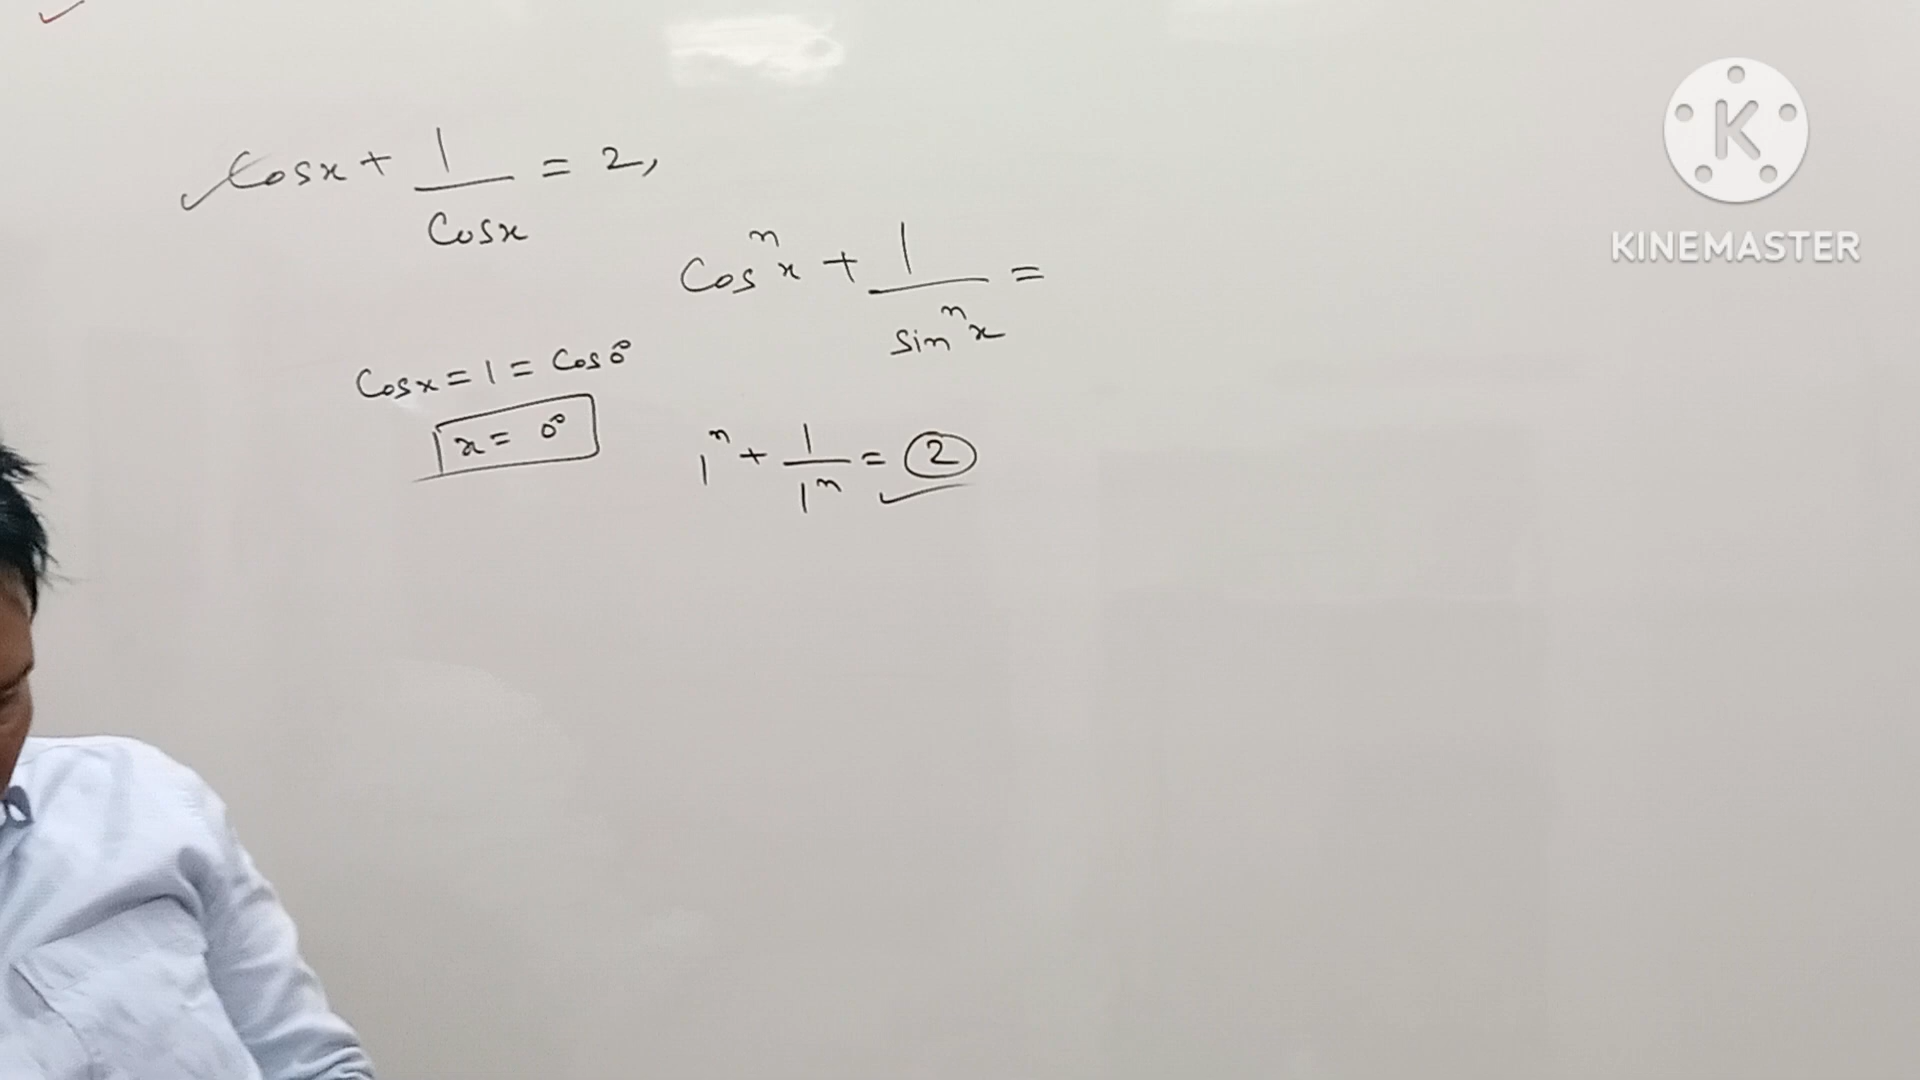 cosx + 1/cosx = 2,
cosⁿx + 1/sinⁿx =
cosx = 1 = cos0°
x = 0°
1ⁿ + 1/1ⁿ = 2
KINEMASTER